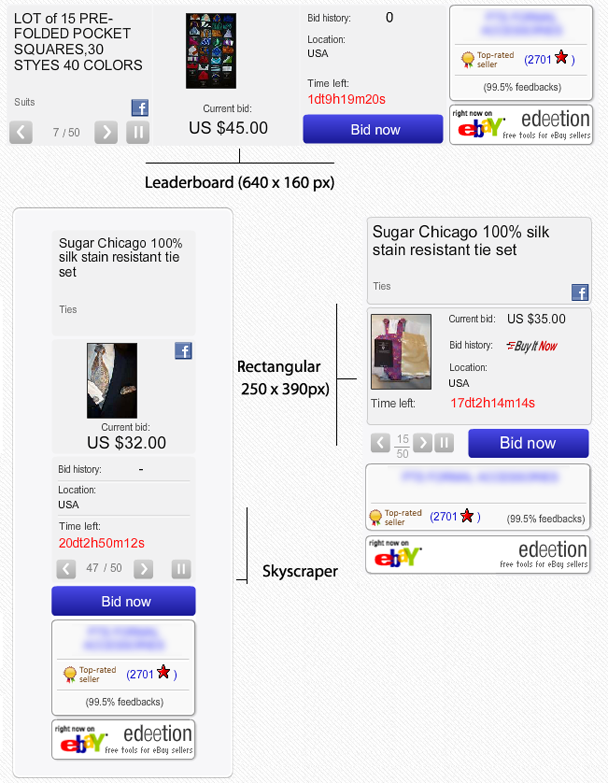 LOT of 15 PRE-
FOLDED POCKET
SQUARES,30
STYES 40 COLORS
Suits
7 / 50
Current bid:
US $45.00
Bid history: 0
Location:
USA
Time left:
1dt9h19m20s
Bid now
Top-rated
seller
(2701 )
(99.5% feedbacks)
right now on
ebay
edeetion
free tools for eBay sellers
Leaderboard (640 x 160 px)
Sugar Chicago 100%
silk stain resistant tie
set
Ties
Current bid:
US $32.00
Bid history: -
Location:
USA
Time left:
20dt2h50m12s
47 / 50
Bid now
Top-rated
seller
(2701 )
(99.5% feedbacks)
right now on
ebay
edeetion
free tools for eBay sellers
Rectangular
250 x 390px)
Skyscraper
Sugar Chicago 100% silk
stain resistant tie set
Ties
Current bid: US $35.00
Bid history: Buy It Now
Location:
USA
Time left: 17dt2h14m14s
15
50
Bid now
PTS FORMAL ACCESSORIES
Top-rated
seller
(2701 )
(99.5% feedbacks)
right now on
ebay
edeetion
free tools for eBay sellers